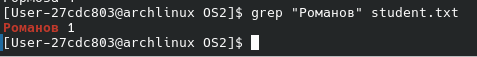 [User-27cdc803@archlinux OS2]$ grep "Романов" student.txt
Романов 1
[User-27cdc803@archlinux OS2]$